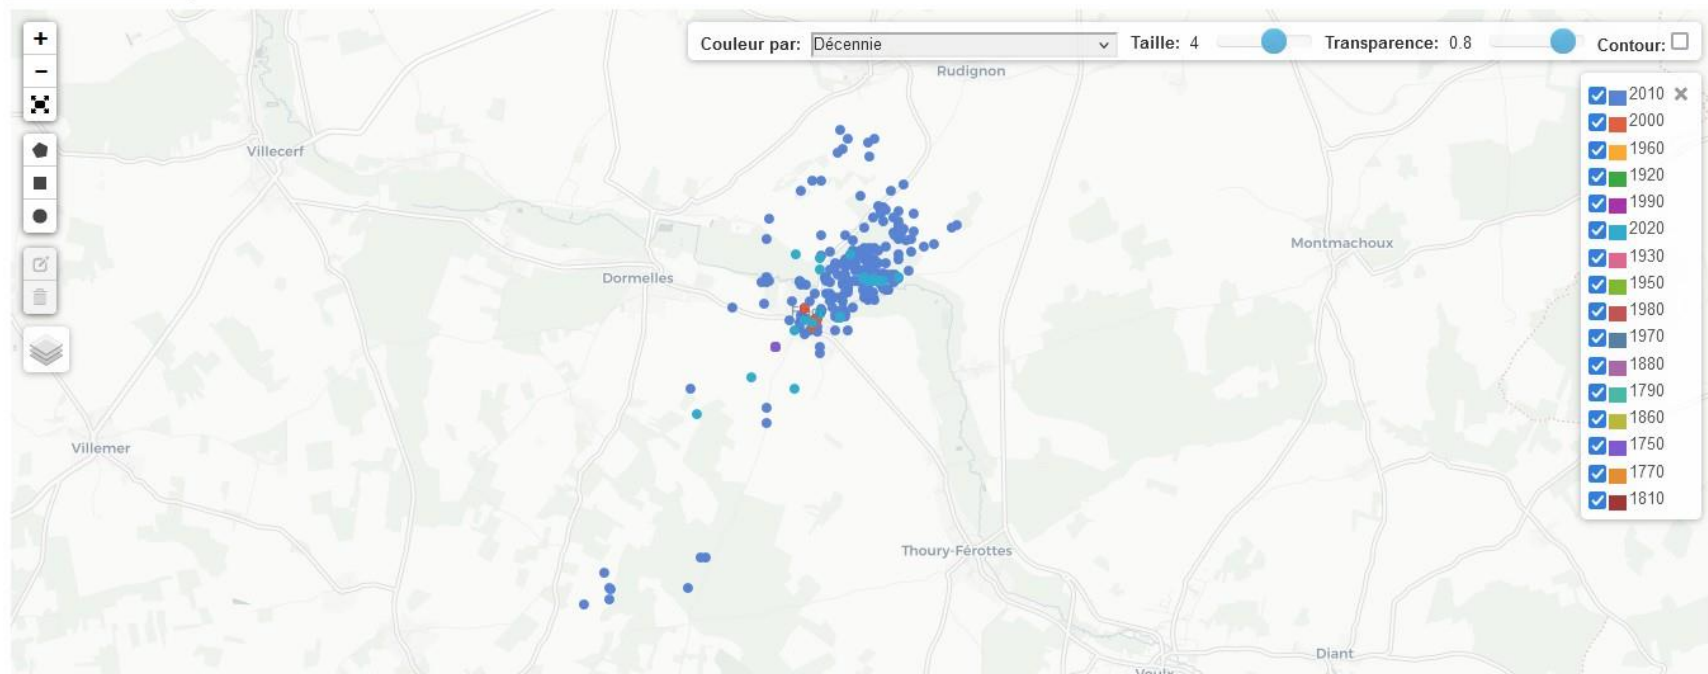 +
Couleur par: Décennie Taille: 4 Transparence: 0.8 Contour:
−
Rudignon
2010 ×
2000
Villecerf
1960
1920
1990
2020
Montmachoux
1930
Dormelles
1950
1980
1970
1880
1790
1860
Villemer
1750
1770
1810
Thoury-Férottes
Diant
Voulx